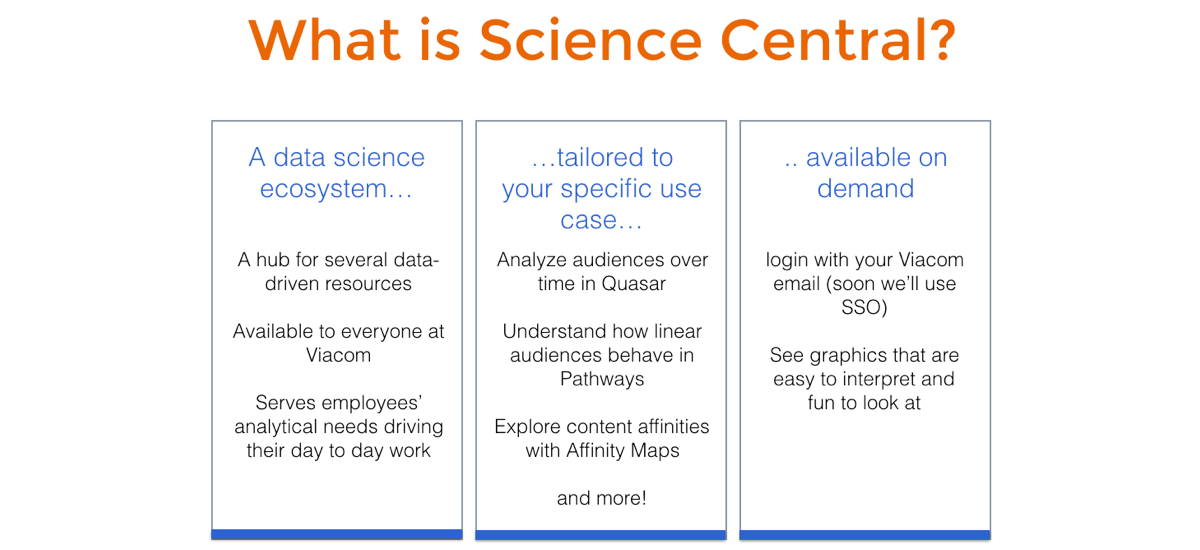 What is Science Central?
A data science
ecosystem…
A hub for several data-
driven resources
Available to everyone at
Viacom
Serves employees’
analytical needs driving
their day to day work
…tailored to
your specific use
case…
Analyze audiences over
time in Quasar
Understand how linear
audiences behave in
Pathways
Explore content affinities
with Affinity Maps
and more!
.. available on
demand
login with your Viacom
email (soon we’ll use
SSO)
See graphics that are
easy to interpret and
fun to look at